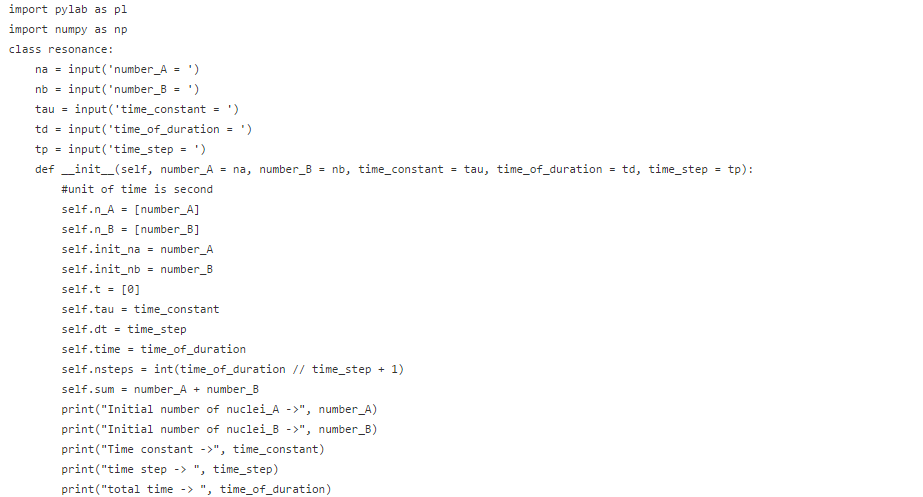 import pylab as pl
import numpy as np
class resonance:
    na = input('number_A = ')
    nb = input('number_B = ')
    tau = input('time_constant = ')
    td = input('time_of_duration = ')
    tp = input('time_step = ')
    def __init__(self, number_A = na, number_B = nb, time_constant = tau, time_of_duration = td, time_step = tp):
        #unit of time is second
        self.n_A = [number_A]
        self.n_B = [number_B]
        self.init_na = number_A
        self.init_nb = number_B
        self.t = [0]
        self.tau = time_constant
        self.dt = time_step
        self.time = time_of_duration
        self.nsteps = int(time_of_duration // time_step + 1)
        self.sum = number_A + number_B
        print("Initial number of nuclei_A ->", number_A)
        print("Initial number of nuclei_B ->", number_B)
        print("Time constant ->", time_constant)
        print("time step -> ", time_step)
        print("total time -> ", time_of_duration)